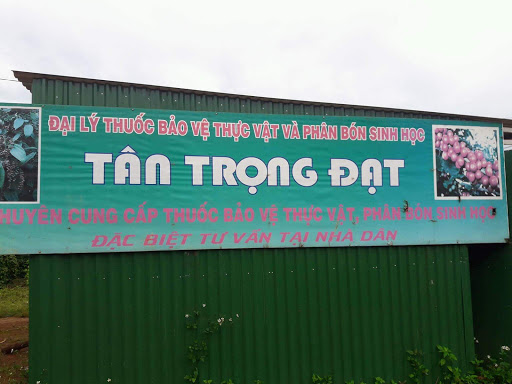 ĐẠI LÝ THUỐC BẢO VỆ THỰC VẬT VÀ PHÂN BÓN SINH HỌC
TÂN TRỌNG ĐẠT
CHUYÊN CUNG CẤP THUỐC BẢO VỆ THỰC VẬT, PHÂN BÓN SINH HỌC
ĐẶC BIỆT TƯ VẤN TẠI NHÀ DÂN